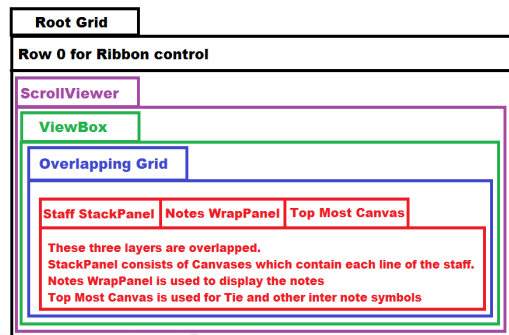 Root Grid
Row 0 for Ribbon control
ScrollViewer
ViewBox
Overlapping Grid
Staff StackPanel Notes WrapPanel Top Most Canvas
These three layers are overlapped.
StackPanel consists of Canvases which contain each line of the staff.
Notes WrapPanel is used to display the notes
Top Most Canvas is used for Tie and other inter note symbols